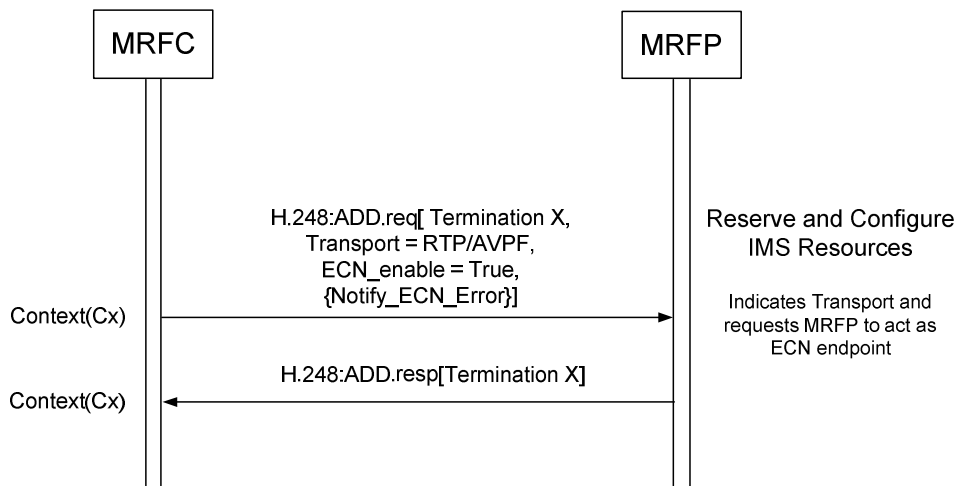 MRFC
MRFP
H.248:ADD.req[ Termination X,
Transport = RTP/AVPF,
ECN_enable = True,
{Notify_ECN_Error}]
Reserve and Configure
IMS Resources
Indicates Transport and
requests MRFP to act as
ECN endpoint
Context(Cx)
H.248:ADD.resp[Termination X]
Context(Cx)